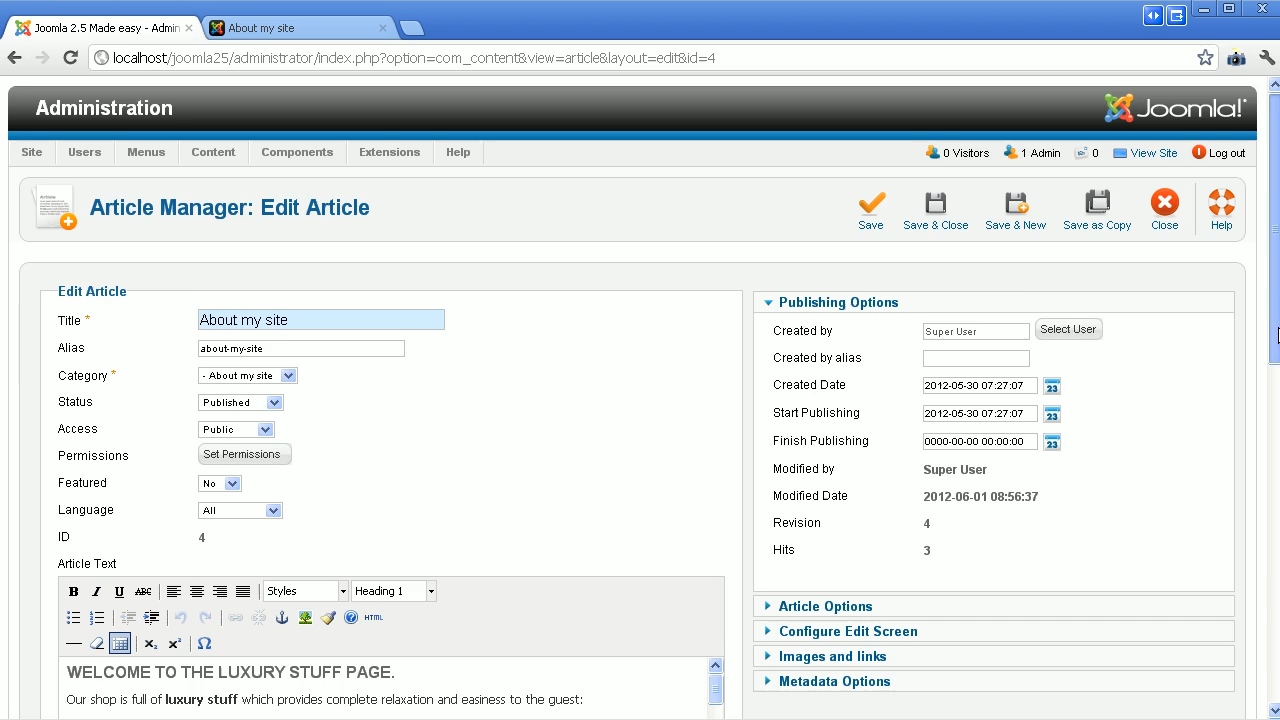 Joomla 2.5 Made easy - Admin
About my site
localhost/joomla25/administrator/index.php?option=com_content&view=article&layout=edit&id=4
Administration
Joomla!
Site Users Menus Content Components Extensions Help
0 Visitors 1 Admin 0 View Site Log out
Article Manager: Edit Article
Save Save & Close Save & New Save as Copy Close Help
Edit Article
Title * About my site
Alias about-my-site
Category * - About my site
Status Published
Access Public
Permissions Set Permissions
Featured No
Language All
ID 4
Article Text
B I U ABC Styles Heading 1
HTML
WELCOME TO THE LUXURY STUFF PAGE.
Our shop is full of luxury stuff which provides complete relaxation and easiness to the guest:
Publishing Options
Created by Super User Select User
Created by alias
Created Date 2012-05-30 07:27:07 23
Start Publishing 2012-05-30 07:27:07 23
Finish Publishing 0000-00-00 00:00:00 23
Modified by Super User
Modified Date 2012-06-01 08:56:37
Revision 4
Hits 3
Article Options
Configure Edit Screen
Images and links
Metadata Options